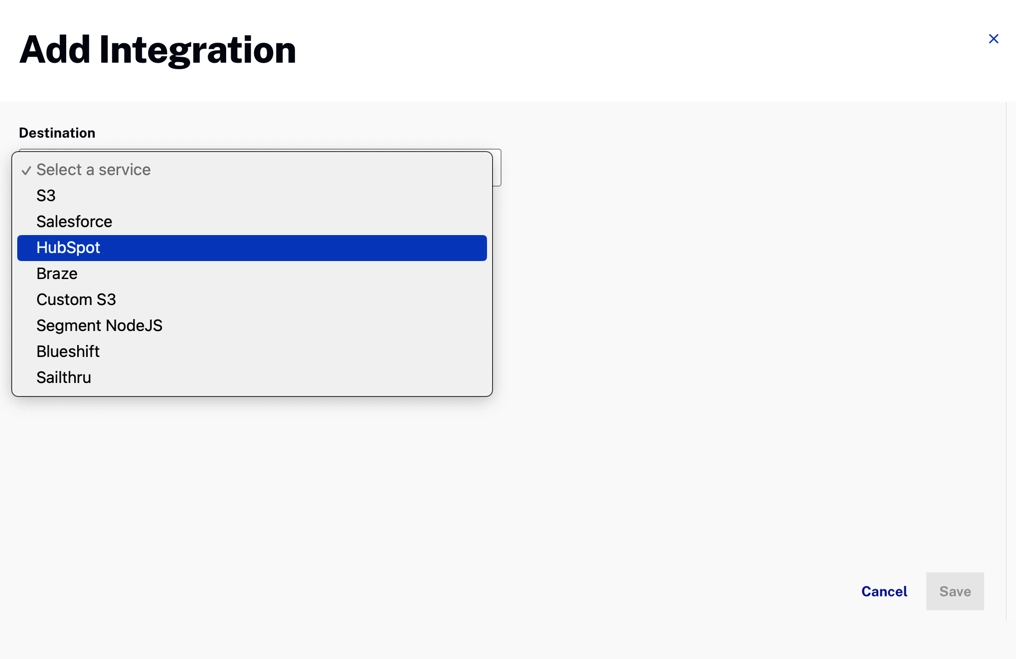 Add Integration
×
Destination
✓ Select a service
S3
Salesforce
HubSpot
Braze
Custom S3
Segment NodeJS
Blueshift
Sailthru
Cancel
Save